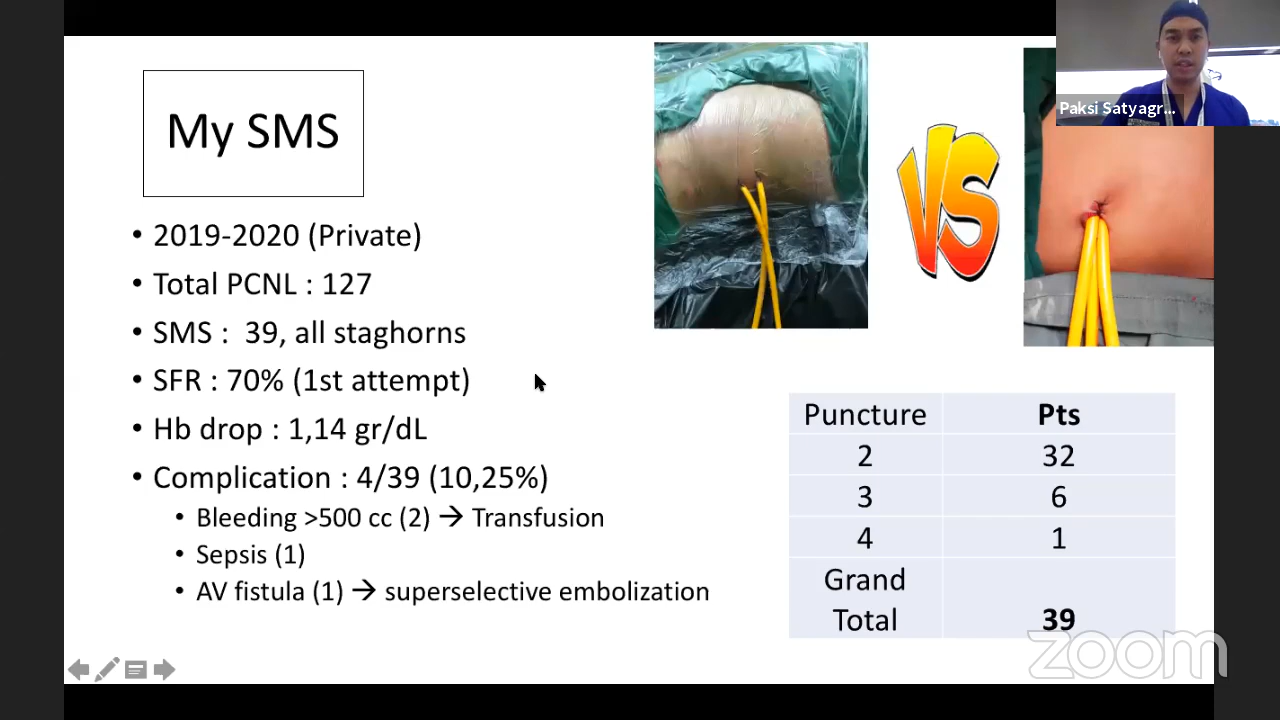 My SMS
• 2019-2020 (Private)
• Total PCNL : 127
• SMS : 39, all staghorns
• SFR : 70% (1st attempt)
• Hb drop : 1,14 gr/dL
• Complication : 4/39 (10,25%)
• Bleeding >500 cc (2) → Transfusion
• Sepsis (1)
• AV fistula (1) → superselective embolization
VS
Paksi Satyagr...
Puncture Pts
2 32
3 6
4 1
Grand Total 39
zoom